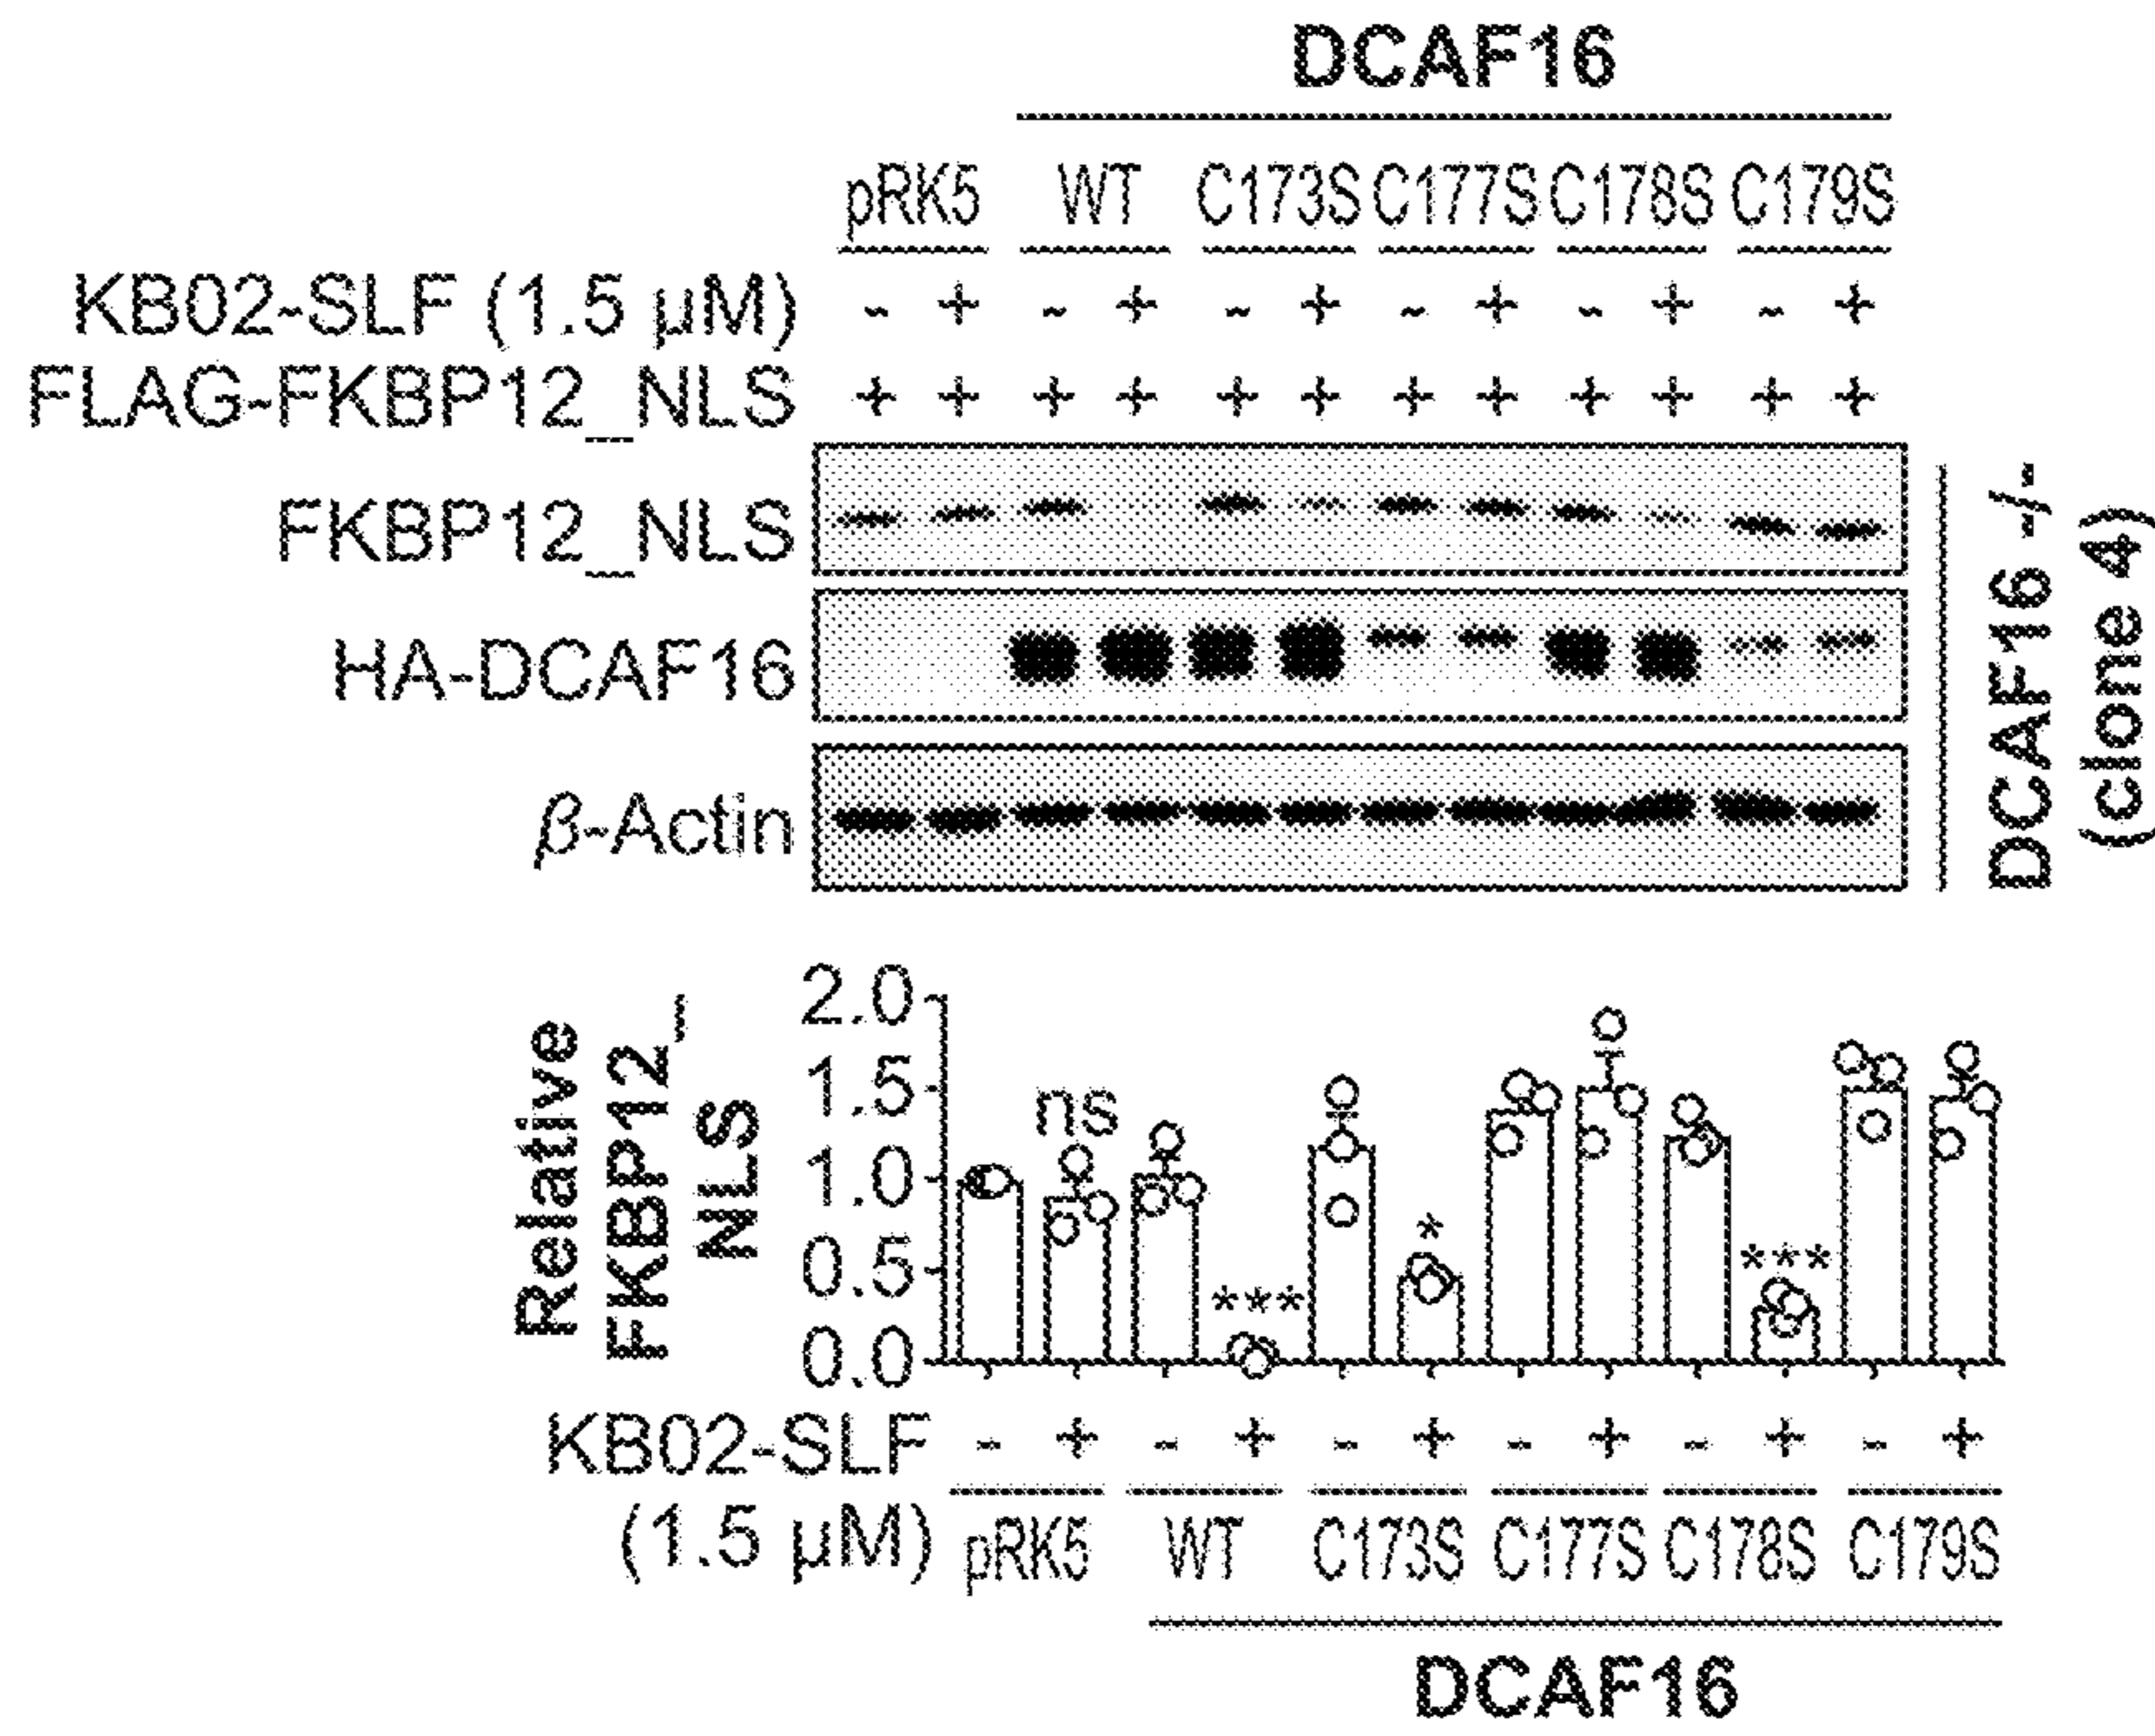 DCAF16
pRK5 WT C173S C177S C178S C179S
KB02-SLF (1.5 µM) - + - + - + - + - + - +
FLAG-FKBP12_NLS + + + + + + + + + + + +
FKBP12_NLS
HA-DCAF16
β-Actin
DCAF16 -/-
(clone 4)
Relative
FKBP12_
NLS
2.0
1.5
1.0
0.5
0.0
ns
***
*
***
KB02-SLF - + - + - + - + - + - +
(1.5 µM) pRK5 WT C173S C177S C178S C179S
DCAF16